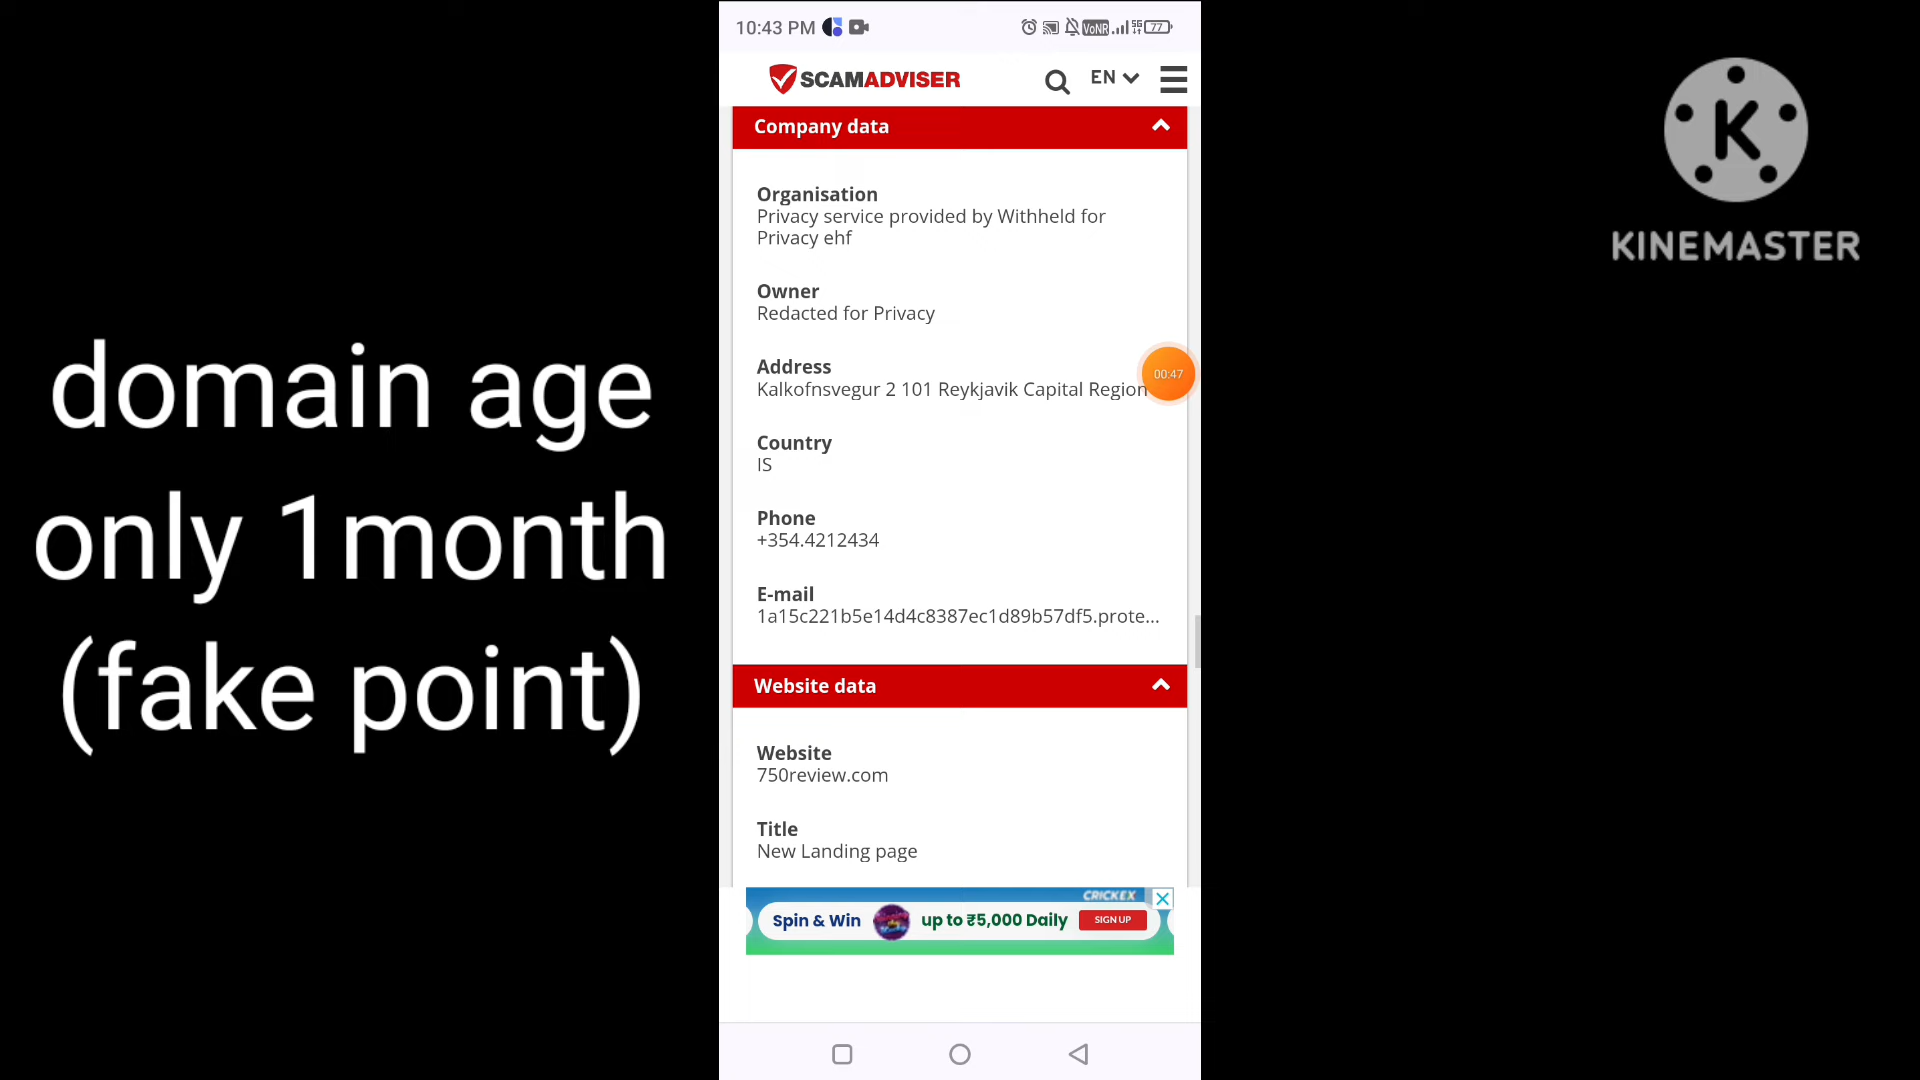 10:43 PM
VoNR
5G
77
SCAMADVISER
EN
K
KINEMASTER
Company data
Organisation
Privacy service provided by Withheld for
Privacy ehf
Owner
Redacted for Privacy
Address
Kalkofnsvegur 2 101 Reykjavik Capital Region
00:47
Country
IS
Phone
+354.4212434
E-mail
1a15c221b5e14d4c8387ec1d89b57df5.prote...
Website data
Website
750review.com
Title
New Landing page
CRICKEX
Spin & Win
up to ₹5,000 Daily
SIGN UP
domain age
only 1month
(fake point)